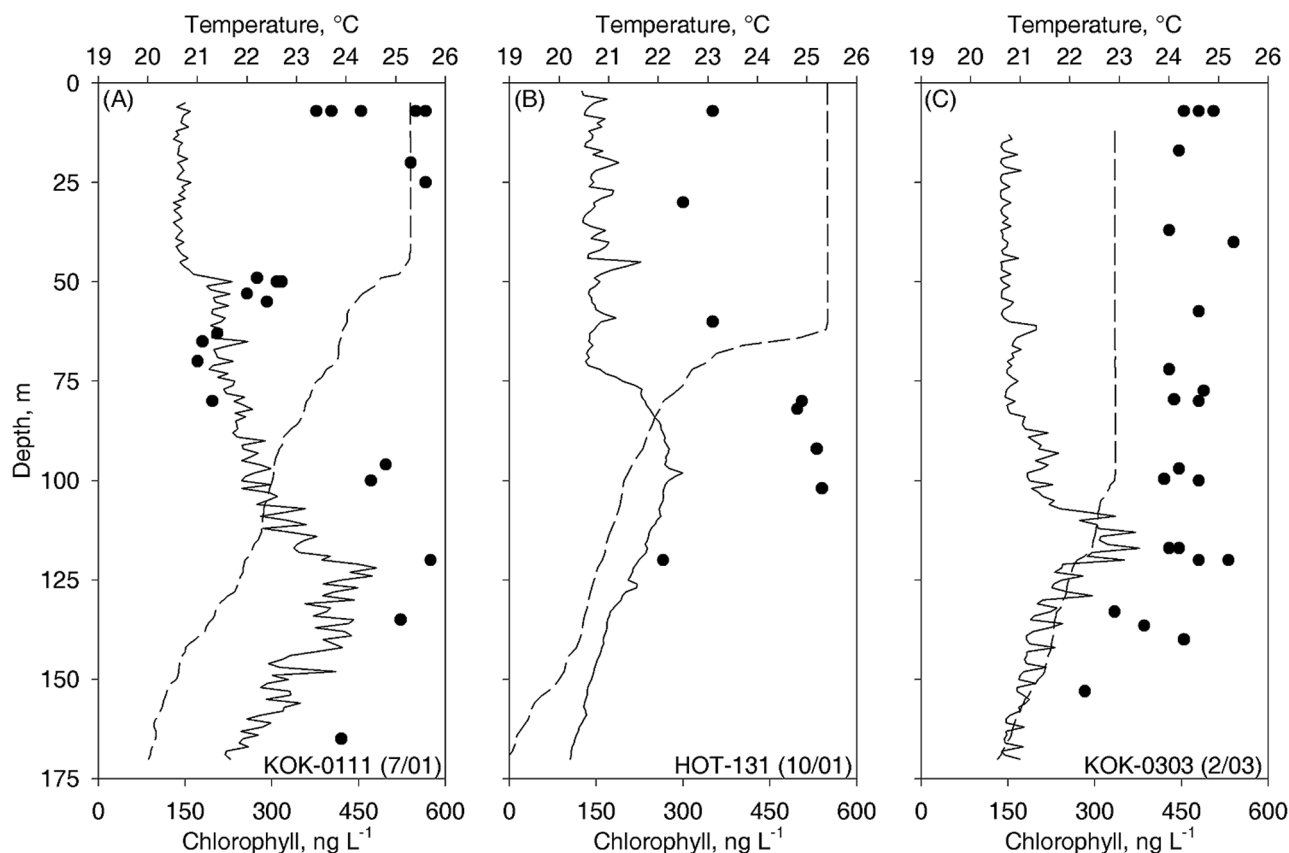 Temperature, °C Temperature, °C Temperature, °C
19 20 21 22 23 24 25 26 19 20 21 22 23 24 25 26 19 20 21 22 23 24 25 26
0
(A) (B) (C)
25
50
75
Depth, m
100
125
150
175
KOK-0111 (7/01) HOT-131 (10/01) KOK-0303 (2/03)
0 150 300 450 600 0 150 300 450 600 0 150 300 450 600
Chlorophyll, ng L⁻¹ Chlorophyll, ng L⁻¹ Chlorophyll, ng L⁻¹